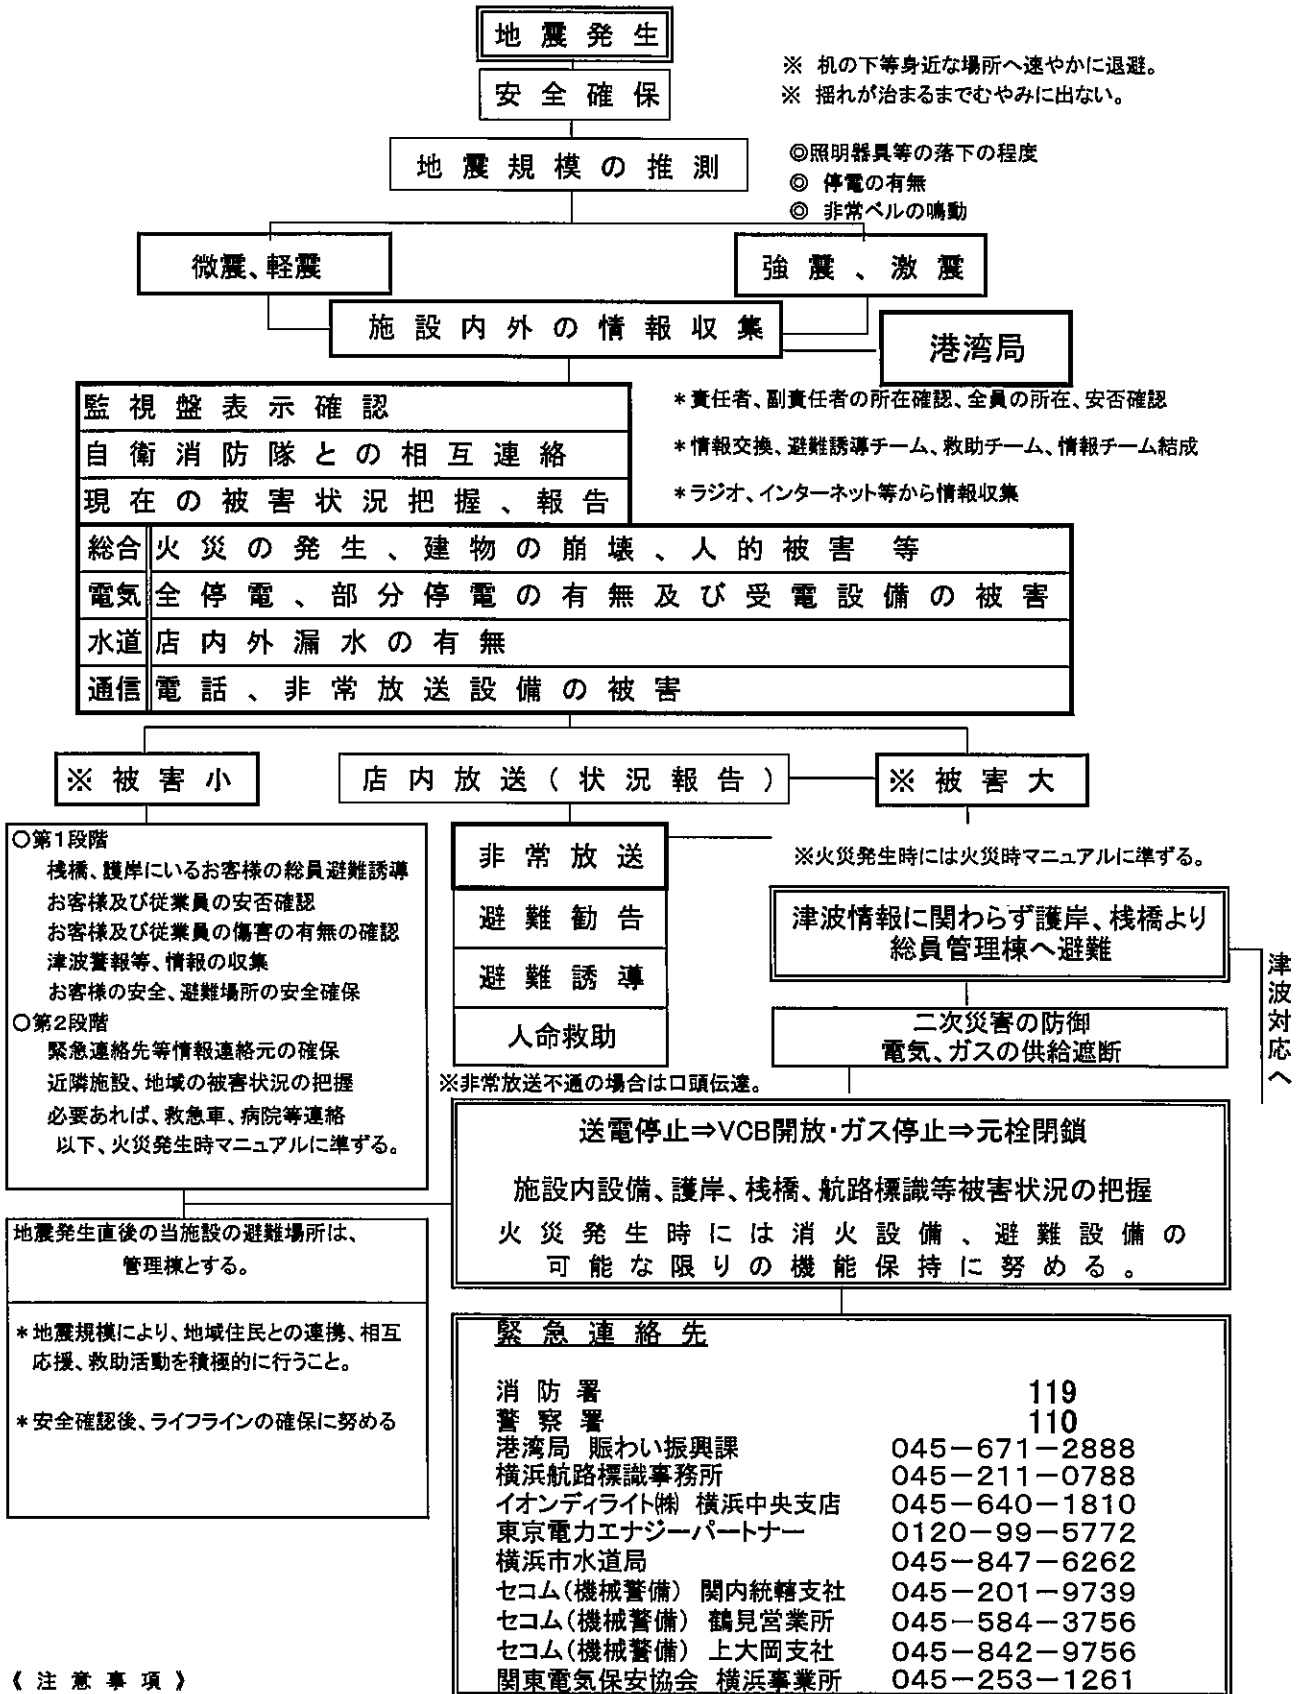 地震発生
※ 机の下等身近な場所へ速やかに退避。
安全確保
※ 揺れが治まるまでむやみに出ない。
地震規模の推測
◎照明器具等の落下の程度
◎ 停電の有無
◎ 非常ベルの鳴動
微震、軽震
強震、激震
施設内外の情報収集
港湾局
監視盤表示確認
自衛消防隊との相互連絡
現在の被害状況把握、報告
*責任者、副責任者の所在確認、全員の所在、安否確認
*情報交換、避難誘導チーム、救助チーム、情報チーム結成
*ラジオ、インターネット等から情報収集
総合 火災の発生、建物の崩壊、人的被害 等
電気 全停電、部分停電の有無及び受電設備の被害
水道 店内外漏水の有無
通信 電話、非常放送設備の被害
※被害小
店内放送(状況報告)
※被害大
〇第1段階
桟橋、護岸にいるお客様の総員避難誘導
お客様及び従業員の安否確認
お客様及び従業員の傷害の有無の確認
津波警報等、情報の収集
お客様の安全、避難場所の安全確保
〇第2段階
緊急連絡先等情報連絡元の確保
近隣施設、地域の被害状況の把握
必要あれば、救急車、病院等連絡
以下、火災発生時マニュアルに準ずる。
非常放送
避難勧告
避難誘導
人命救助
※非常放送不通の場合は口頭伝達。
※火災発生時には火災時マニュアルに準ずる。
津波情報に関わらず護岸、桟橋より
総員管理棟へ避難
津波対応へ
二次災害の防御
電気、ガスの供給遮断
送電停止⇒VCB開放・ガス停止⇒元栓閉鎖
施設内設備、護岸、桟橋、航路標識等被害状況の把握
火災発生時には消火設備、避難設備の
可能な限りの機能保持に努める。
地震発生直後の当施設の避難場所は、
管理棟とする。
*地震規模により、地域住民との連携、相互
応援、救助活動を積極的に行うこと。
*安全確認後、ライフラインの確保に努める
緊急連絡先
消防署 119
警察署 110
港湾局 賑わい振興課 045-671-2888
横浜航路標識事務所 045-211-0788
イオンディライト㈱ 横浜中央支店 045-640-1810
東京電力エナジーパートナー 0120-99-5772
横浜市水道局 045-847-6262
セコム(機械警備) 関内統轄支社 045-201-9739
セコム(機械警備) 鶴見営業所 045-584-3756
セコム(機械警備) 上大岡支社 045-842-9756
関東電気保安協会 横浜事業所 045-253-1261
《注意事項》